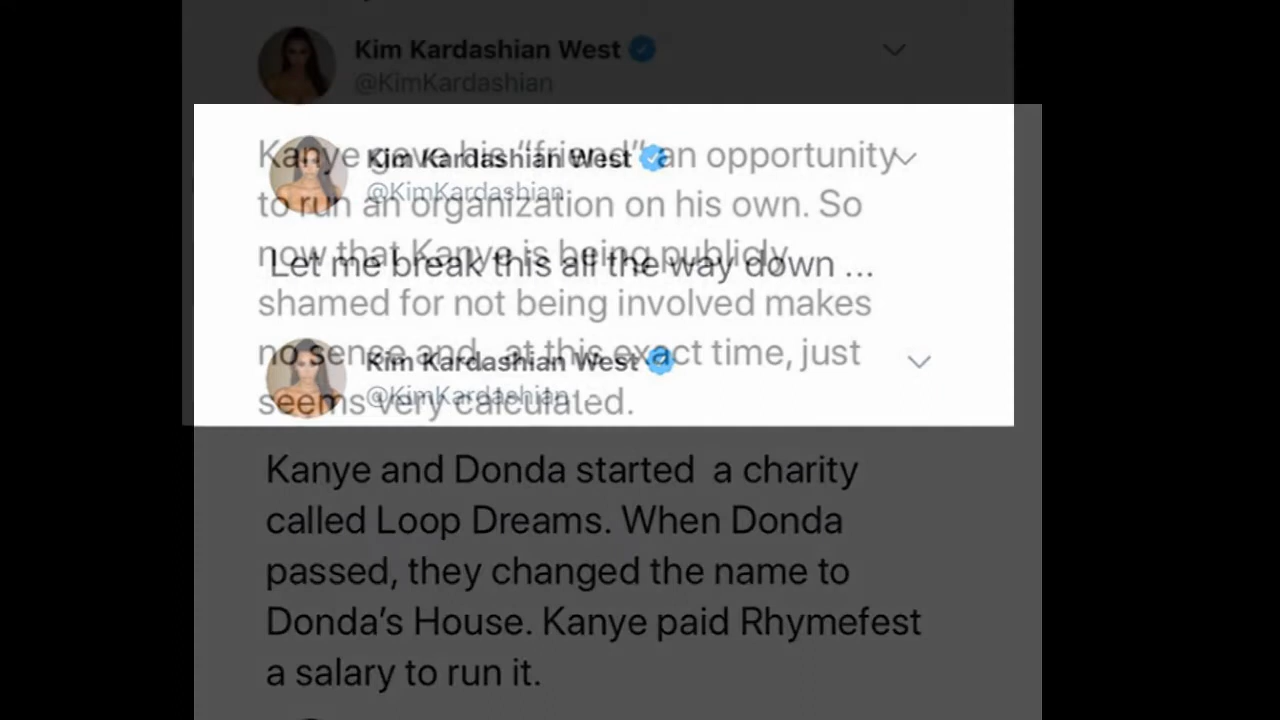 Kim Kardashian West
@KimKardashian
Kim Kardashian West
@KimKardashian
Kanye gave his “friend” an opportunity
to run an organization on his own. So
now that Kanye is being publicly
Let me break this all the way down ...
shamed for not being involved makes
no sense and, at this exact time, just
seems very calculated.
Kim Kardashian West
@KimKardashian
Kanye and Donda started a charity
called Loop Dreams. When Donda
passed, they changed the name to
Donda’s House. Kanye paid Rhymefest
a salary to run it.